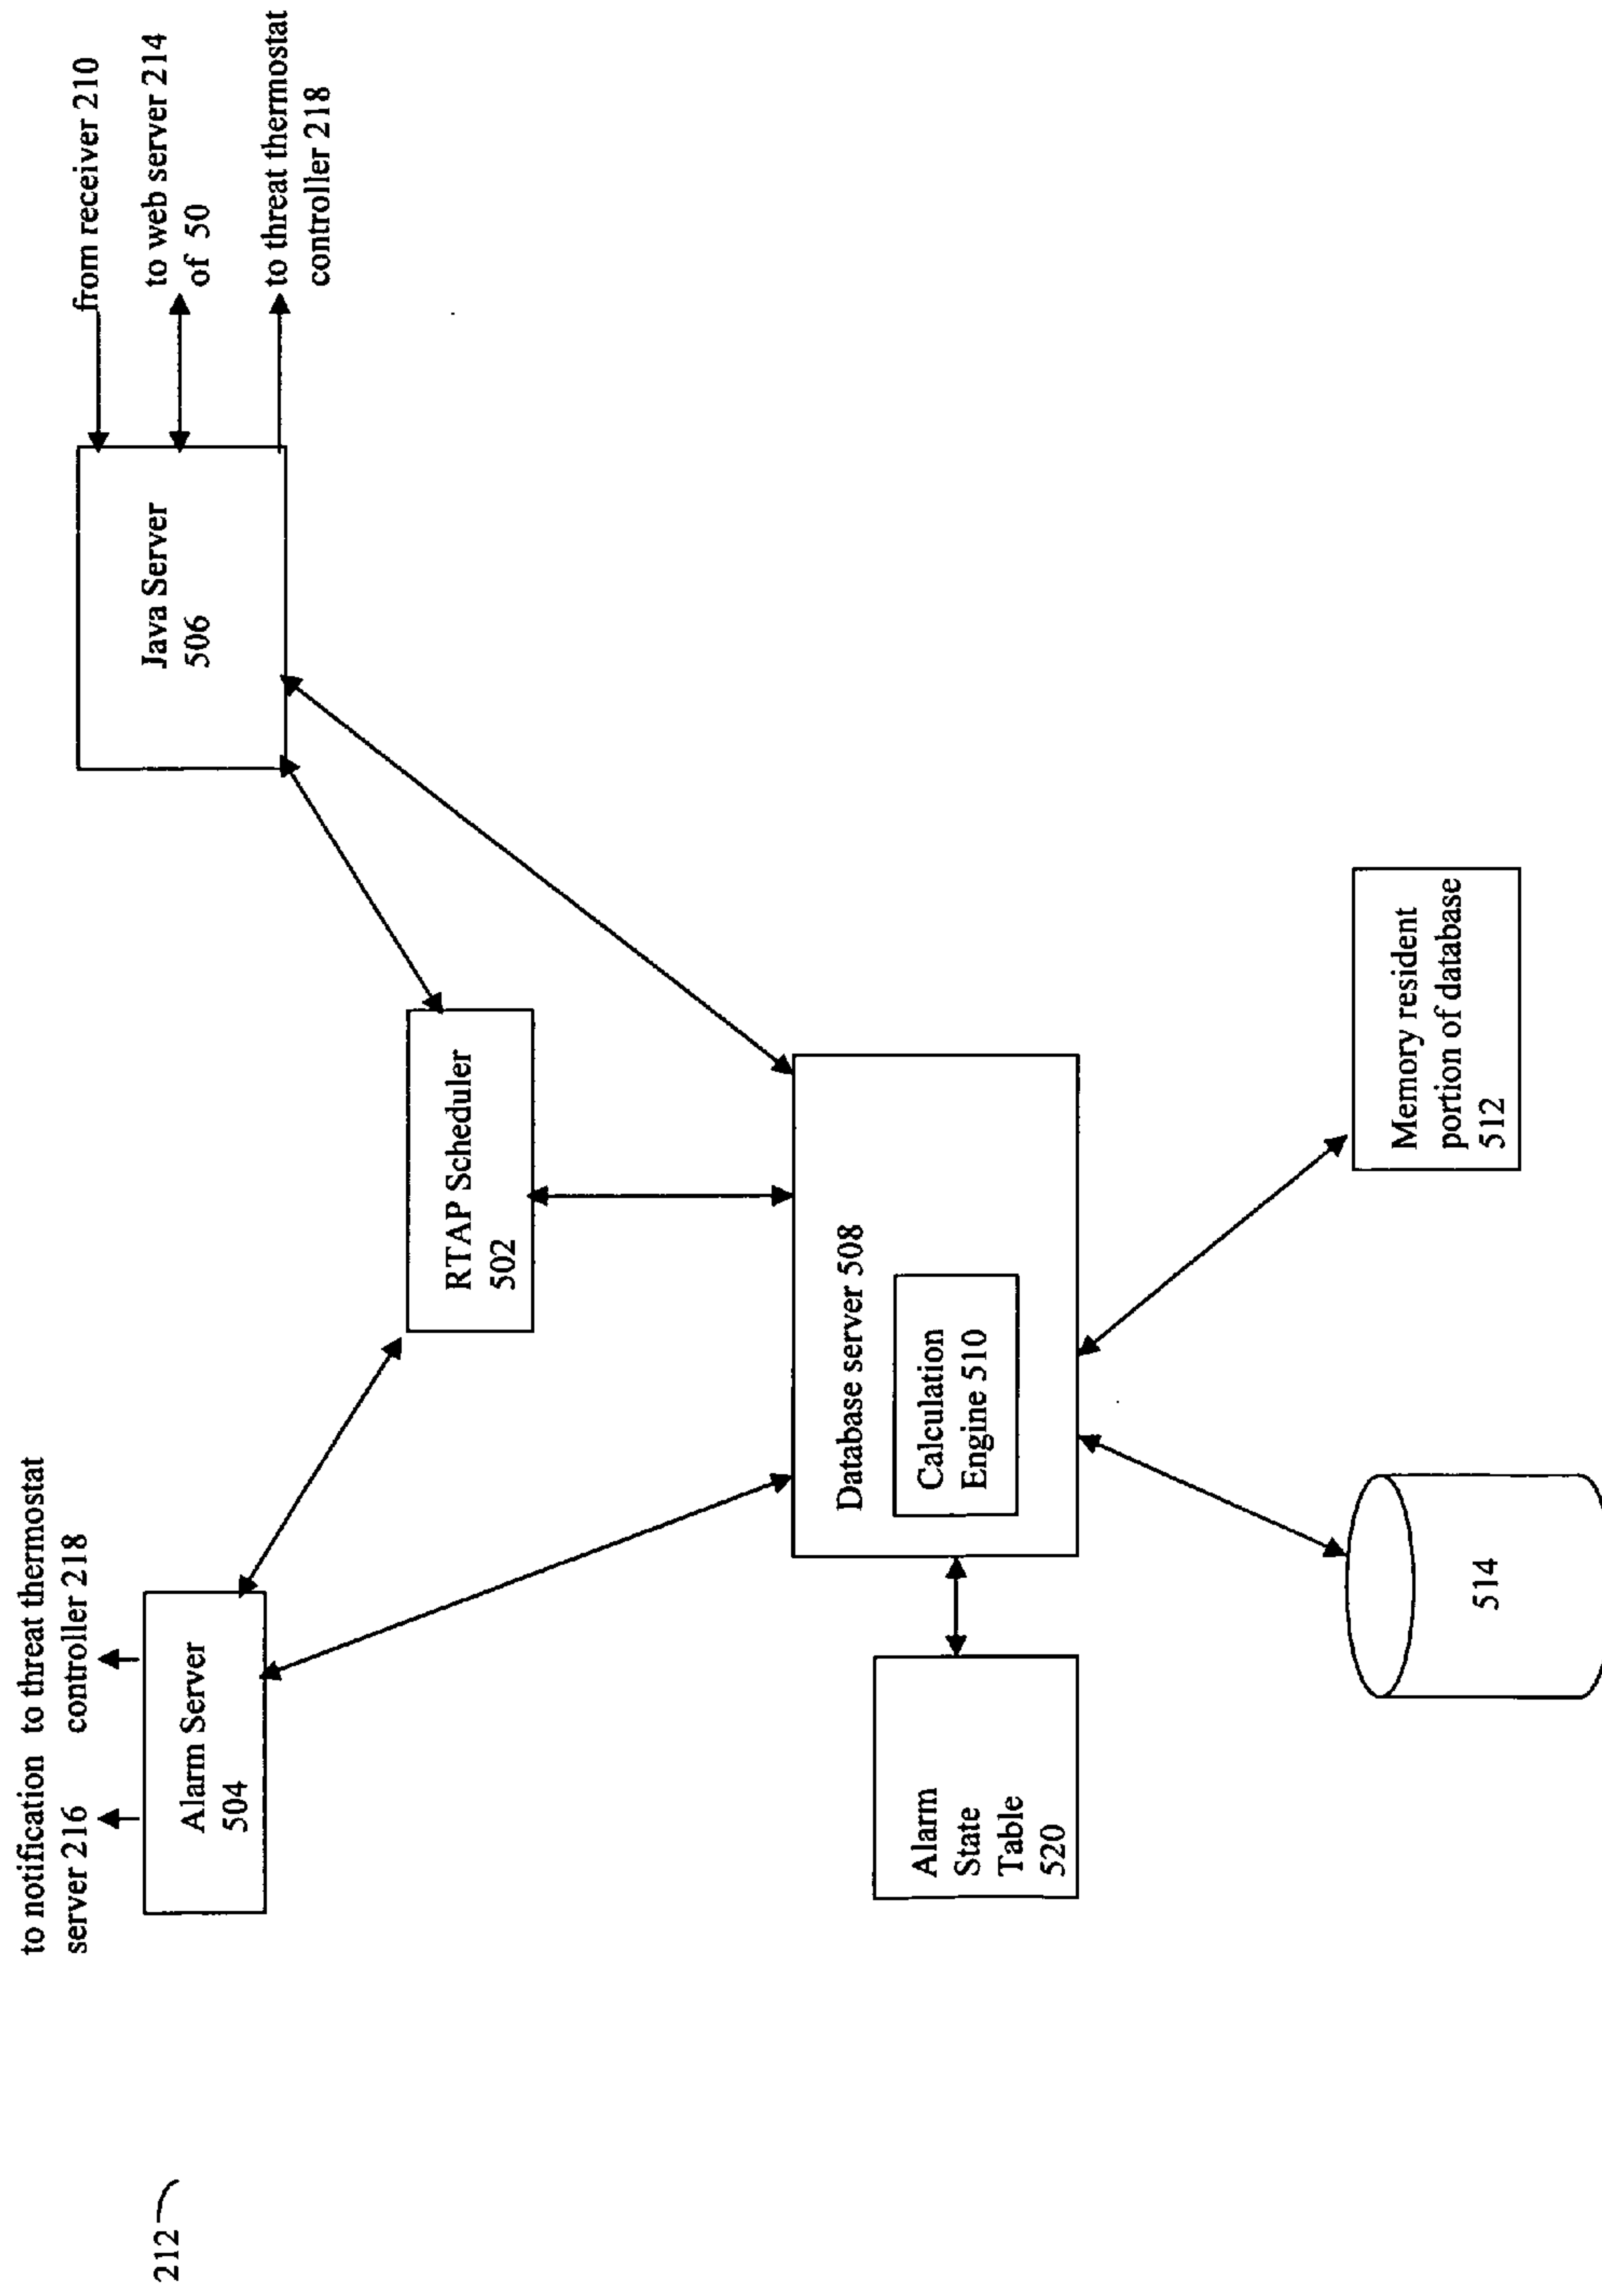 212
to notification
server 216
to threat thermostat
controller 218
Alarm Server
504
from receiver 210
to web server 214
of 50
to threat thermostat
controller 218
Java Server
506
RTAP Scheduler
502
Database server 508
Calculation
Engine 510
Alarm
State
Table
520
514
Memory resident
portion of database
512